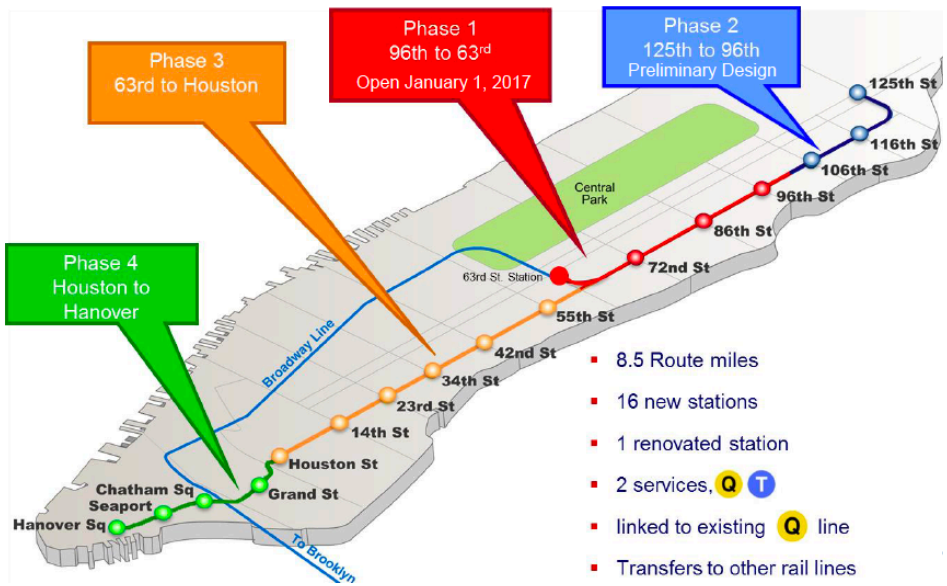 Phase 1
96th to 63rd
Open January 1, 2017
Phase 2
125th to 96th
Preliminary Design
Phase 3
63rd to Houston
Phase 4
Houston to
Hanover
125th St
116th St
106th St
96th St
86th St
72nd St
Central
Park
63rd St. Station
55th St
42nd St
34th St
23rd St
14th St
Houston St
Grand St
Chatham Sq
Seaport
Hanover Sq
Broadway Line
To Brooklyn
▪ 8.5 Route miles
▪ 16 new stations
▪ 1 renovated station
▪ 2 services, Q T
▪ linked to existing Q line
▪ Transfers to other rail lines